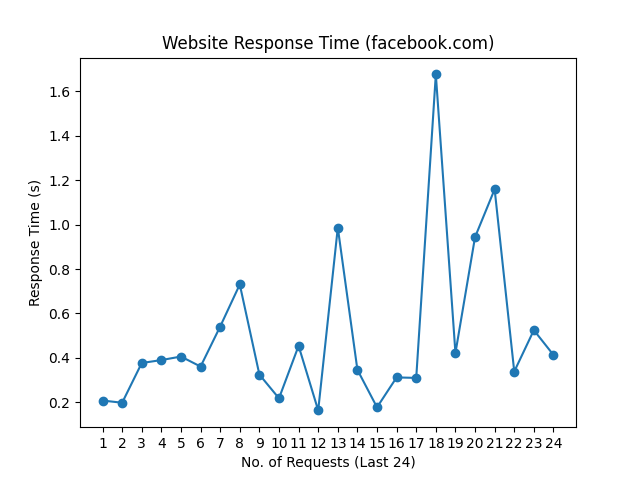 Website Response Time (facebook.com)
Response Time (s)
1.6
1.4
1.2
1.0
0.8
0.6
0.4
0.2
1 2 3 4 5 6 7 8 9 10 11 12 13 14 15 16 17 18 19 20 21 22 23 24
No. of Requests (Last 24)